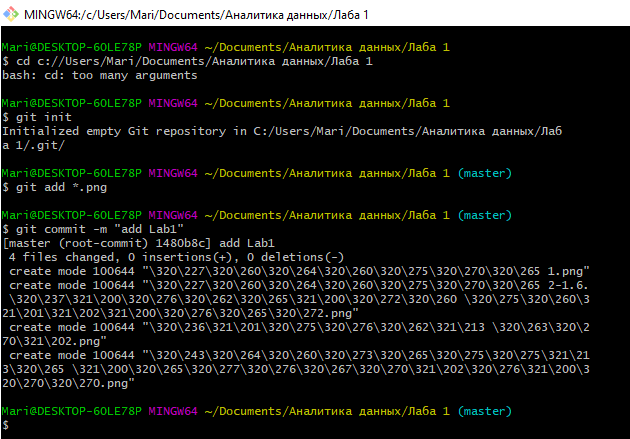 MINGW64:/c/Users/Mari/Documents/Аналитика данных/Лаба 1
Mari@DESKTOP-6OLE78P MINGW64 ~/Documents/Аналитика данных/Лаба 1
$ cd c://Users/Mari/Documents/Аналитика данных/Лаба 1
bash: cd: too many arguments
Mari@DESKTOP-6OLE78P MINGW64 ~/Documents/Аналитика данных/Лаба 1
$ git init
Initialized empty Git repository in C:/Users/Mari/Documents/Аналитика данных/Лаб
а 1/.git/
Mari@DESKTOP-6OLE78P MINGW64 ~/Documents/Аналитика данных/Лаба 1 (master)
$ git add *.png
Mari@DESKTOP-6OLE78P MINGW64 ~/Documents/Аналитика данных/Лаба 1 (master)
$ git commit -m "add Lab1"
[master (root-commit) 1480b8c] add Lab1
4 files changed, 0 insertions(+), 0 deletions(-)
create mode 100644 "\320\227\320\260\320\264\320\260\320\275\320\270\320\265 1.png"
create mode 100644 "\320\227\320\260\320\264\320\260\320\275\320\270\320\265 2-1.6.
\320\237\321\200\320\276\320\262\320\265\321\200\320\272\320\260 \320\275\320\260\3
21\201\321\202\321\200\320\276\320\265\320\272.png"
create mode 100644 "\320\236\321\201\320\275\320\276\320\262\321\213 \320\263\320\2
70\321\202.png"
create mode 100644 "\320\243\320\264\320\260\320\273\320\265\320\275\320\275\321\21
3\320\265 \321\200\320\265\320\277\320\276\320\267\320\270\321\202\320\276\321\200\3
20\270\320\270.png"
Mari@DESKTOP-6OLE78P MINGW64 ~/Documents/Аналитика данных/Лаба 1 (master)
$